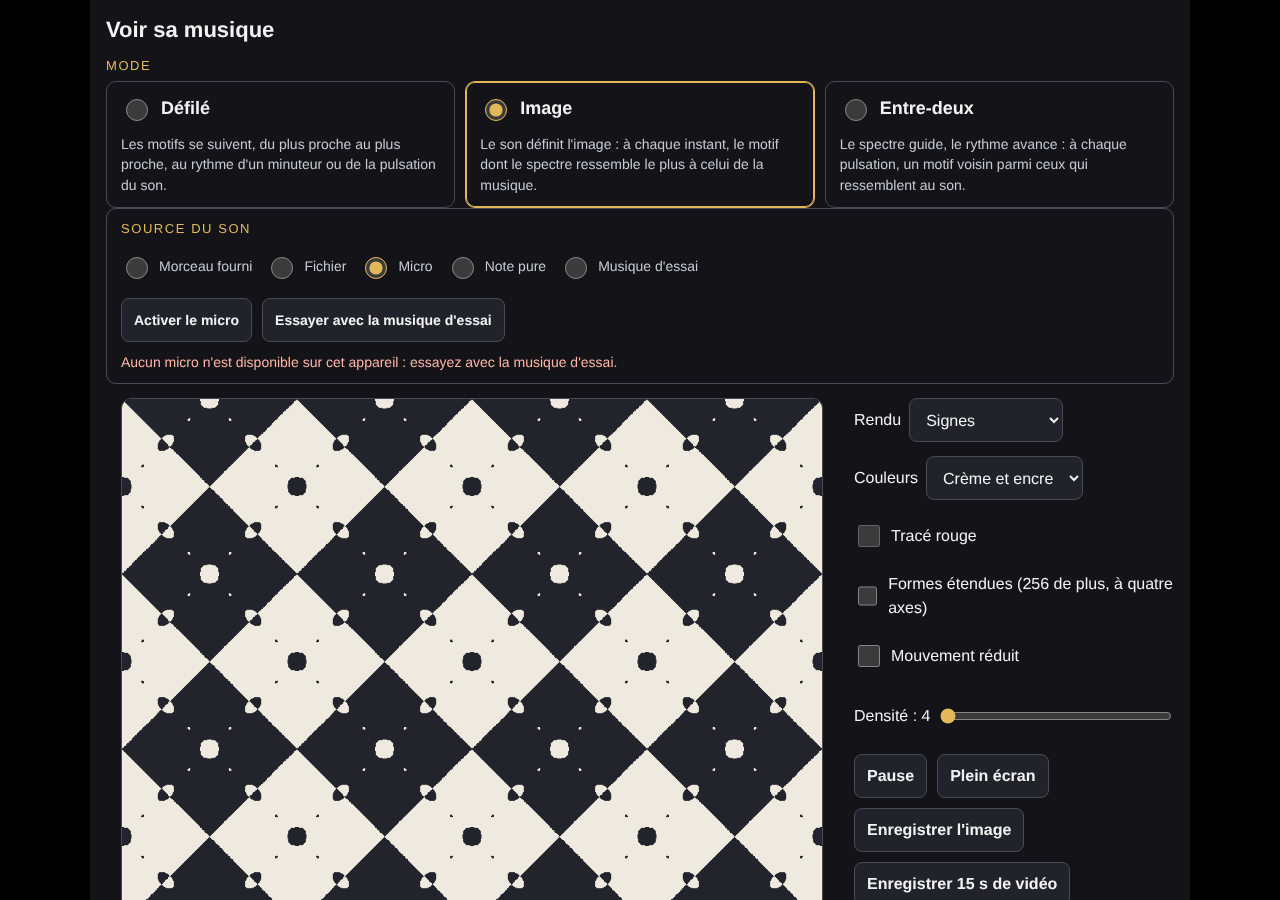 Voir sa musique
MODE
Défilé
Les motifs se suivent, du plus proche au plus
proche, au rythme d'un minuteur ou de la pulsation
du son.
Image
Le son définit l'image : à chaque instant, le motif
dont le spectre ressemble le plus à celui de la
musique.
Entre-deux
Le spectre guide, le rythme avance : à chaque
pulsation, un motif voisin parmi ceux qui
ressemblent au son.
SOURCE DU SON
Morceau fourni
Fichier
Micro
Note pure
Musique d'essai
Activer le micro
Essayer avec la musique d'essai
Aucun micro n'est disponible sur cet appareil : essayez avec la musique d'essai.
Rendu
Signes
Couleurs
Crème et encre
Tracé rouge
Formes étendues (256 de plus, à quatre
axes)
Mouvement réduit
Densité : 4
Pause
Plein écran
Enregistrer l'image
Enregistrer 15 s de vidéo